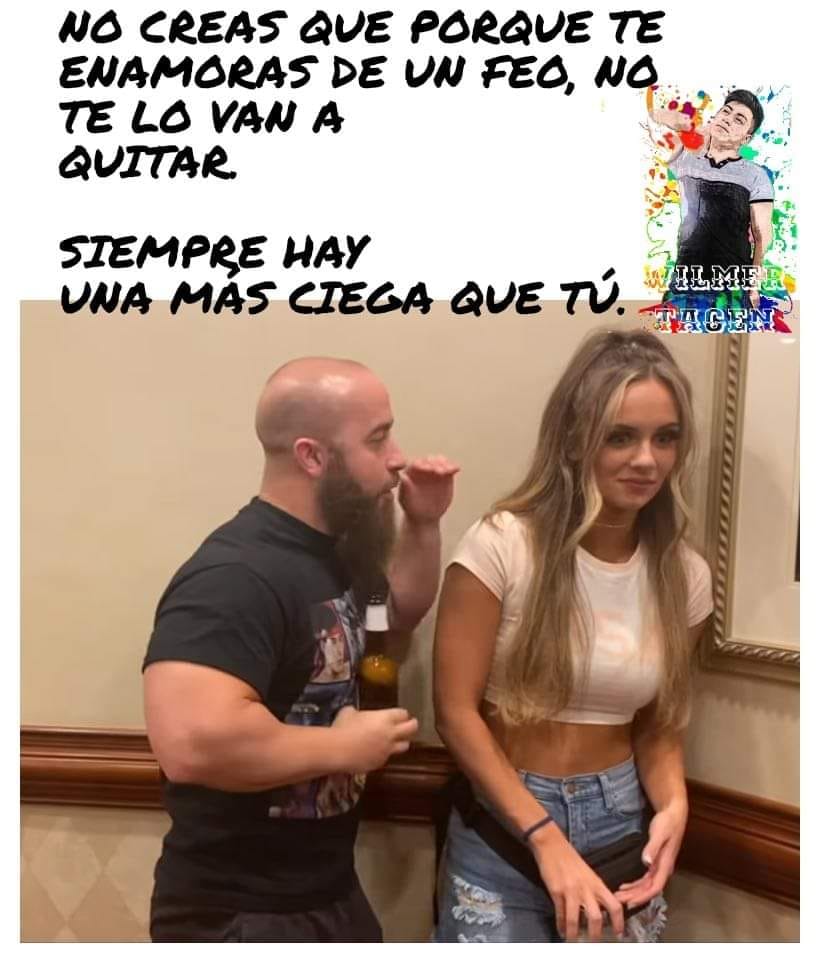 NO CREAS QUE PORQUE TE
ENAMORAS DE UN FEO, NO
TE LO VAN A
QUITAR.
SIEMPRE HAY
UNA MÁS CIEGA QUE TÚ.
WILMER
TAGEN